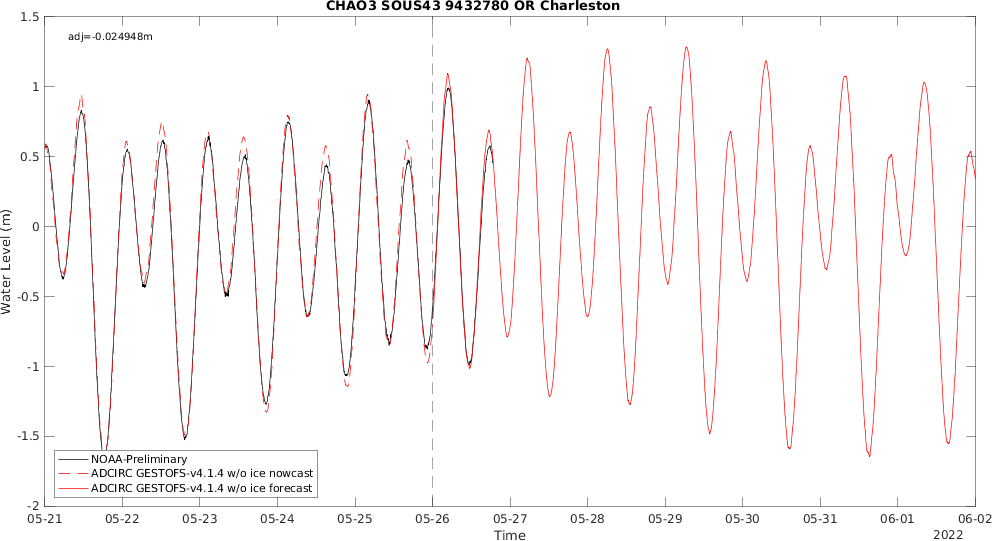 CHAO3 SOUS43 9432780 OR Charleston
adj=-0.024948m
1.5
1
0.5
0
-0.5
-1
-1.5
-2
Water Level (m)
NOAA-Preliminary
ADCIRC GESTOFS-v4.1.4 w/o ice nowcast
ADCIRC GESTOFS-v4.1.4 w/o ice forecast
05-21 05-22 05-23 05-24 05-25 05-26 05-27 05-28 05-29 05-30 05-31 06-01 06-02
Time
2022